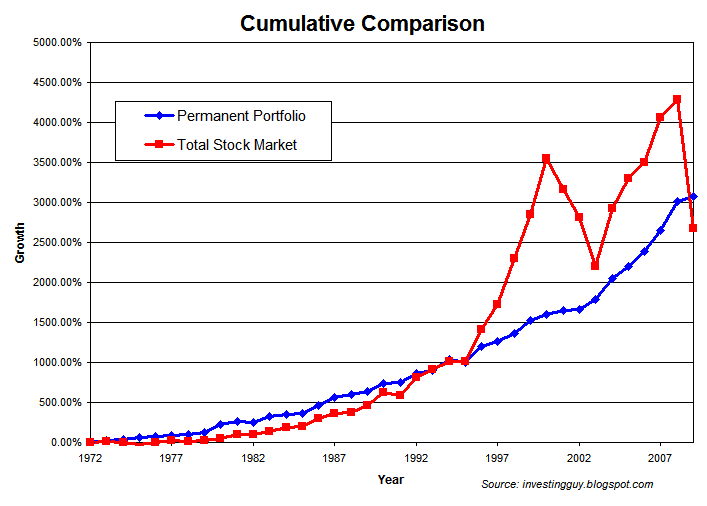 Cumulative Comparison
5000.00%
4500.00%
4000.00%
3500.00%
3000.00%
2500.00%
2000.00%
1500.00%
1000.00%
500.00%
0.00%
Growth
Permanent Portfolio
Total Stock Market
1972 1977 1982 1987 1992 1997 2002 2007
Year
Source: investingguy.blogspot.com